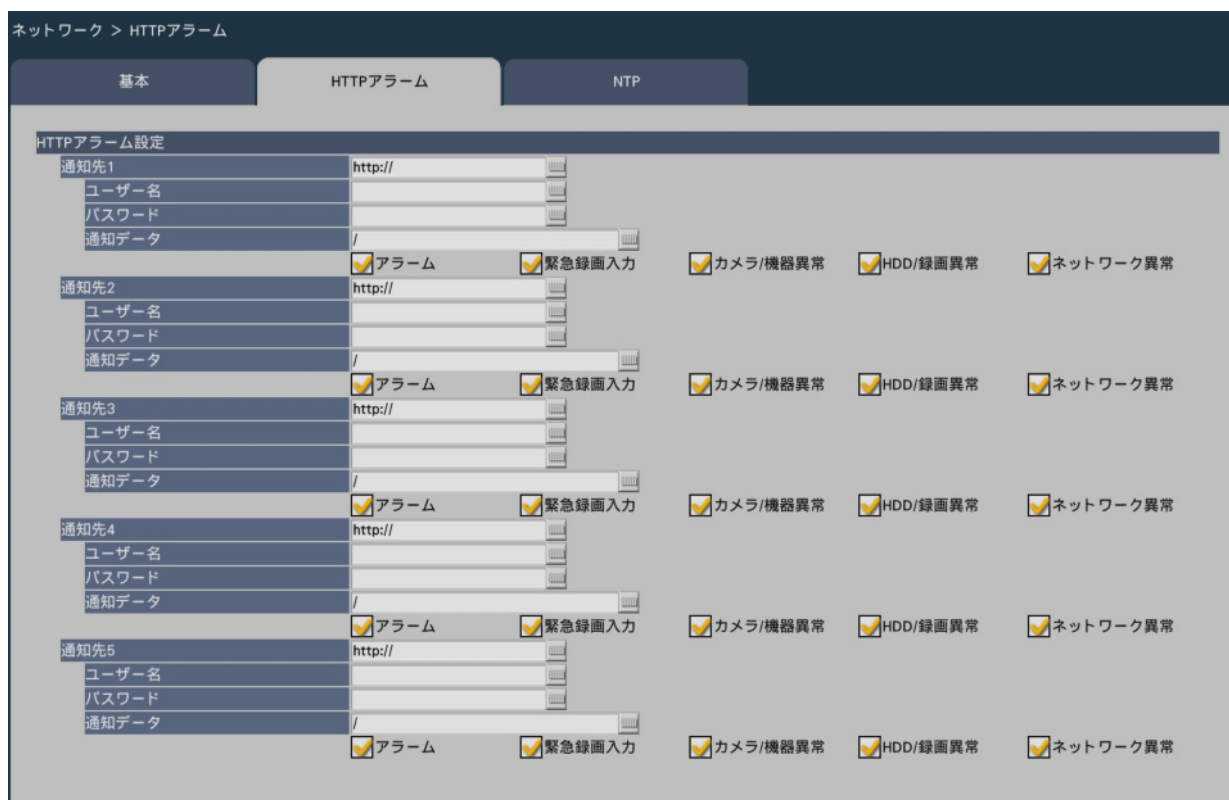 ネットワーク > HTTPアラーム
基本 HTTPアラーム NTP
HTTPアラーム設定
通知先1 http://
ユーザー名
パスワード
通知データ /
アラーム 緊急録画入力 カメラ/機器異常 HDD/録画異常 ネットワーク異常
通知先2 http://
ユーザー名
パスワード
通知データ /
アラーム 緊急録画入力 カメラ/機器異常 HDD/録画異常 ネットワーク異常
通知先3 http://
ユーザー名
パスワード
通知データ /
アラーム 緊急録画入力 カメラ/機器異常 HDD/録画異常 ネットワーク異常
通知先4 http://
ユーザー名
パスワード
通知データ /
アラーム 緊急録画入力 カメラ/機器異常 HDD/録画異常 ネットワーク異常
通知先5 http://
ユーザー名
パスワード
通知データ /
アラーム 緊急録画入力 カメラ/機器異常 HDD/録画異常 ネットワーク異常